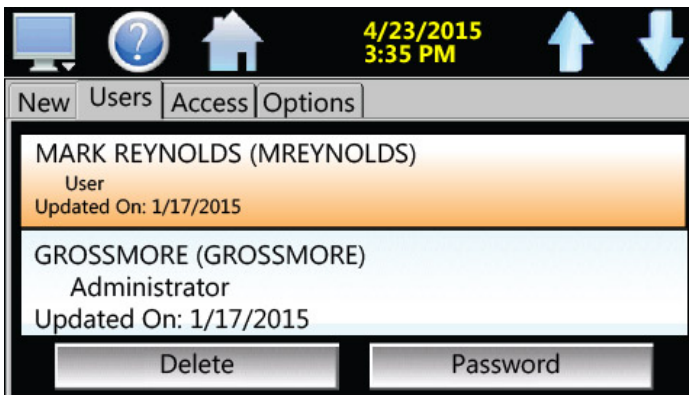 ?
4/23/2015
3:35 PM
New Users Access Options
MARK REYNOLDS (MREYNOLDS)
User
Updated On: 1/17/2015
GROSSMORE (GROSSMORE)
Administrator
Updated On: 1/17/2015
Delete Password